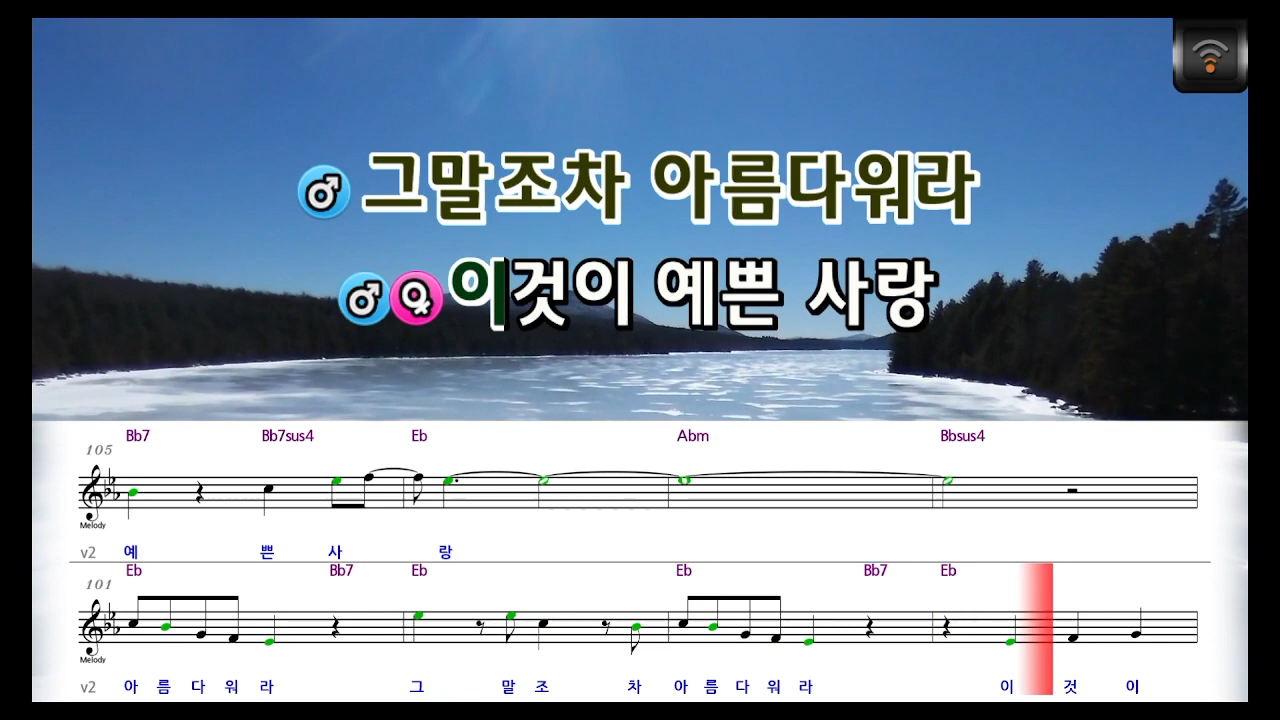 그말조차 아름다워라
이것이 예쁜 사랑
Bb7 Bb7sus4 Eb Abm Bbsus4
105
Melody
v2 예 쁜 사 랑
Eb Bb7 Eb Eb Bb7 Eb
101
Melody
v2 아 름 다 워 라 그 말 조 차 아 름 다 워 라 이 것 이